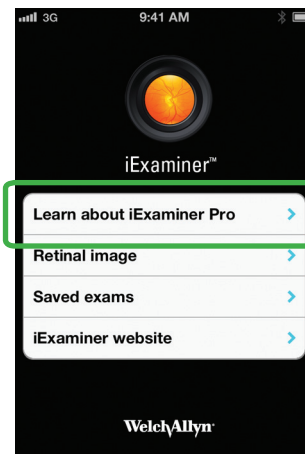 3G 9:41 AM
iExaminer™
Learn about iExaminer Pro
Retinal image
Saved exams
iExaminer website
WelchAllyn